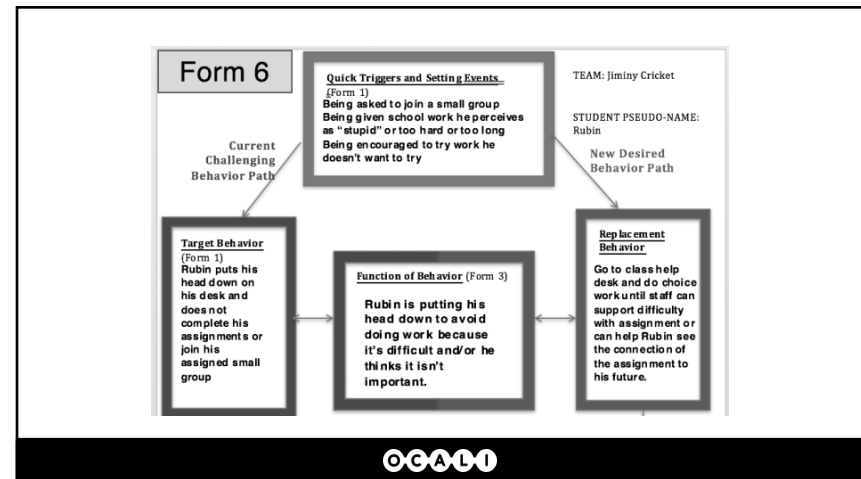 Form 6
Quick Triggers and Setting Events
(Form 1)
Being asked to join a small group
Being given school work he perceives
as “stupid” or too hard or too long
Being encouraged to try work he
doesn't want to try
TEAM: Jiminy Cricket
STUDENT PSEUDO-NAME:
Rubin
Current
Challenging
Behavior Path
New Desired
Behavior Path
Target Behavior
(Form 1)
Rubin puts his
head down on
his desk and
does not
complete his
assignments or
join his
assigned small
group
Function of Behavior (Form 3)
Rubin is putting his
head down to avoid
doing work because
it's difficult and/or he
thinks it isn't
important.
Replacement
Behavior
Go to class help
desk and do choice
work until staff can
support difficulty
with assignment or
can help Rubin see
the connection of
the assignment to
his future.
OCALI